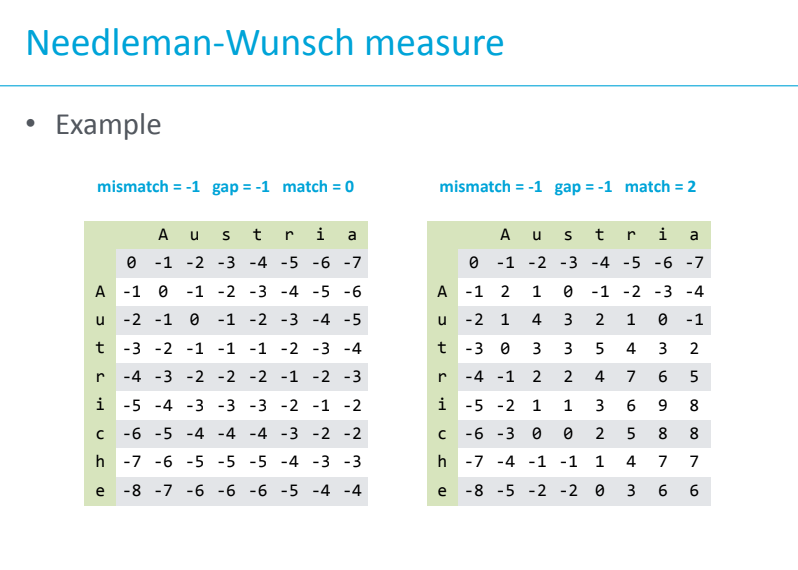 Needleman-Wunsch measure
• Example
mismatch = -1 gap = -1 match = 0
A u s t r i a
0 -1 -2 -3 -4 -5 -6 -7
A -1 0 -1 -2 -3 -4 -5 -6
u -2 -1 0 -1 -2 -3 -4 -5
t -3 -2 -1 -1 -1 -2 -3 -4
r -4 -3 -2 -2 -2 -1 -2 -3
i -5 -4 -3 -3 -3 -2 -1 -2
c -6 -5 -4 -4 -4 -3 -2 -2
h -7 -6 -5 -5 -5 -4 -3 -3
e -8 -7 -6 -6 -6 -5 -4 -4
mismatch = -1 gap = -1 match = 2
A u s t r i a
0 -1 -2 -3 -4 -5 -6 -7
A -1 2 1 0 -1 -2 -3 -4
u -2 1 4 3 2 1 0 -1
t -3 0 3 3 5 4 3 2
r -4 -1 2 2 4 7 6 5
i -5 -2 1 1 3 6 9 8
c -6 -3 0 0 2 5 8 8
h -7 -4 -1 -1 1 4 7 7
e -8 -5 -2 -2 0 3 6 6